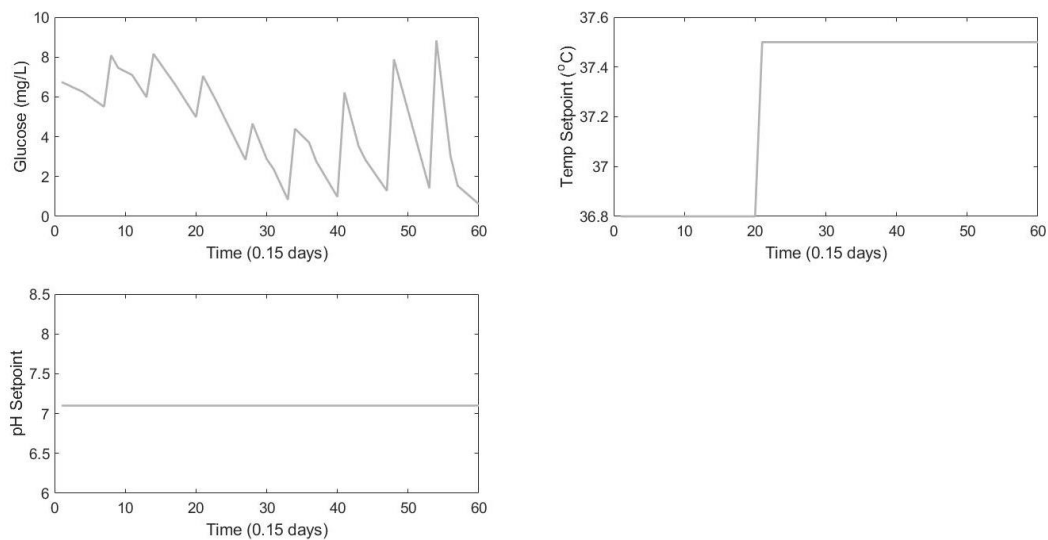 10
8
6
4
2
0
Glucose (mg/L)
0 10 20 30 40 50 60
Time (0.15 days)
37.6
37.4
37.2
37
36.8
Temp Setpoint (°C)
0 10 20 30 40 50 60
Time (0.15 days)
8.5
8
7.5
7
6.5
6
pH Setpoint
0 10 20 30 40 50 60
Time (0.15 days)